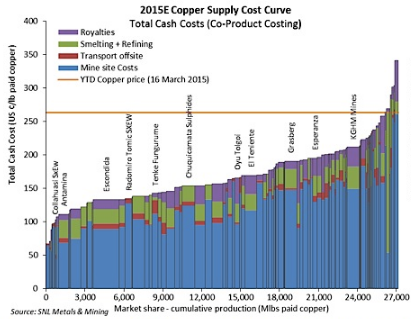 2015E Copper Supply Cost Curve
Total Cash Costs (Co-Product Costing)
Royalties
Smelting + Refining
Transport offsite
Mine site Costs
YTD Copper price (16 March 2015)
Total Cash Cost (US c/lb paid copper)
400
350
300
250
200
150
100
50
0
Collahuasi SxEw
Antamina
Escondida
Radomiro Tomic SXEW
Tenke Fungurume
Chuquicamata Sulphides
Oyu Tolgoi
El Teniente
Grasberg
Esperanza
KGHM Mines
0 3,000 6,000 9,000 12,000 15,000 18,000 21,000 24,000 27,000
Market share - cumulative production (Mlbs paid copper)
Source: SNL Metals & Mining